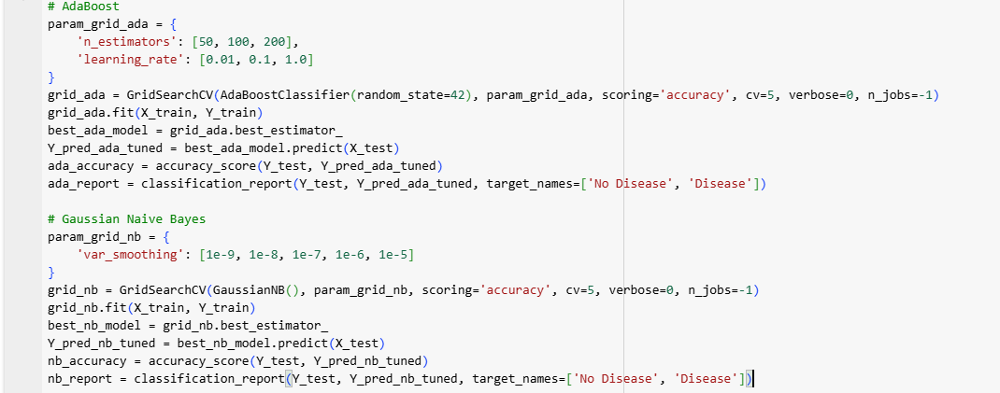 # AdaBoost
param_grid_ada = {
    'n_estimators': [50, 100, 200],
    'learning_rate': [0.01, 0.1, 1.0]
}
grid_ada = GridSearchCV(AdaBoostClassifier(random_state=42), param_grid_ada, scoring='accuracy', cv=5, verbose=0, n_jobs=-1)
grid_ada.fit(X_train, Y_train)
best_ada_model = grid_ada.best_estimator_
Y_pred_ada_tuned = best_ada_model.predict(X_test)
ada_accuracy = accuracy_score(Y_test, Y_pred_ada_tuned)
ada_report = classification_report(Y_test, Y_pred_ada_tuned, target_names=['No Disease', 'Disease'])

# Gaussian Naive Bayes
param_grid_nb = {
    'var_smoothing': [1e-9, 1e-8, 1e-7, 1e-6, 1e-5]
}
grid_nb = GridSearchCV(GaussianNB(), param_grid_nb, scoring='accuracy', cv=5, verbose=0, n_jobs=-1)
grid_nb.fit(X_train, Y_train)
best_nb_model = grid_nb.best_estimator_
Y_pred_nb_tuned = best_nb_model.predict(X_test)
nb_accuracy = accuracy_score(Y_test, Y_pred_nb_tuned)
nb_report = classification_report(Y_test, Y_pred_nb_tuned, target_names=['No Disease', 'Disease'])